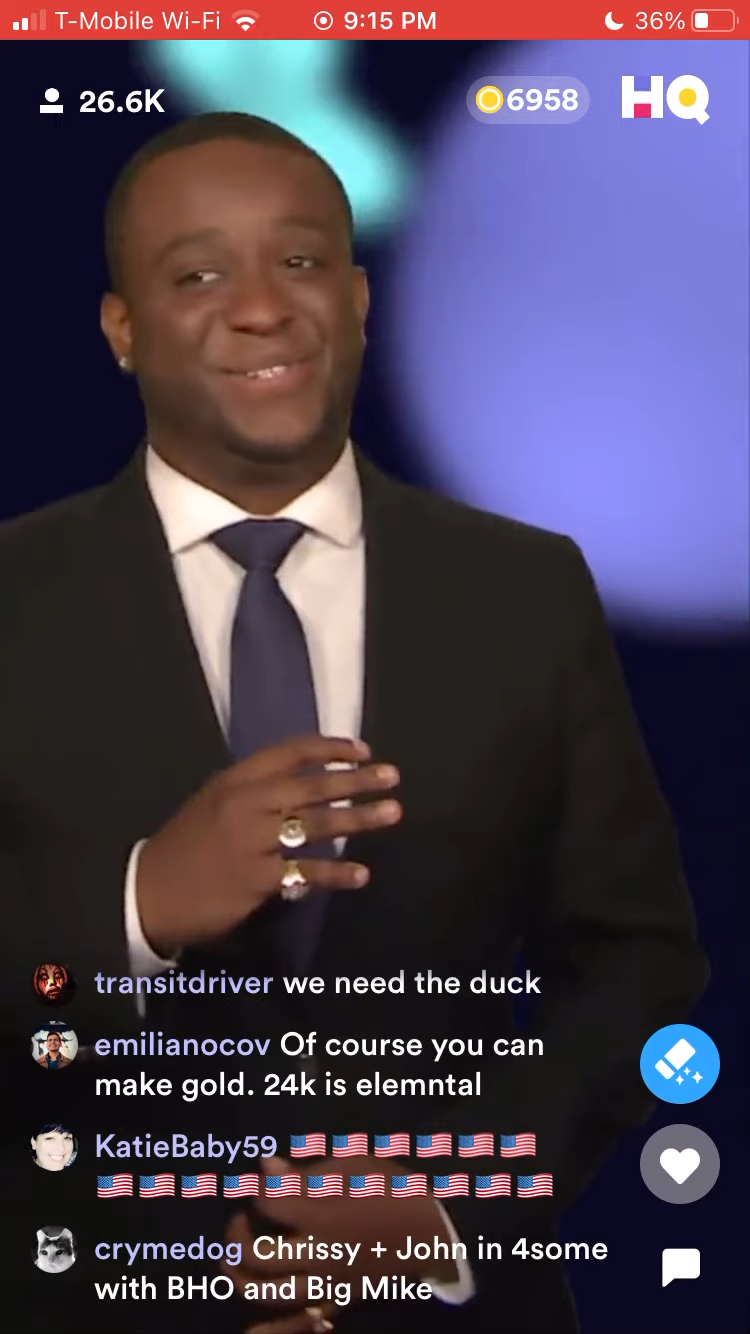 T-Mobile Wi-Fi 9:15 PM 36%
26.6K 6958 HQ
transitdriver we need the duck
emilianocov Of course you can
make gold. 24k is elemntal
KatieBaby59 🇺🇸🇺🇸🇺🇸🇺🇸🇺🇸🇺🇸
🇺🇸🇺🇸🇺🇸🇺🇸🇺🇸🇺🇸🇺🇸🇺🇸🇺🇸🇺🇸🇺🇸
crymedog Chrissy + John in 4some
with BHO and Big Mike